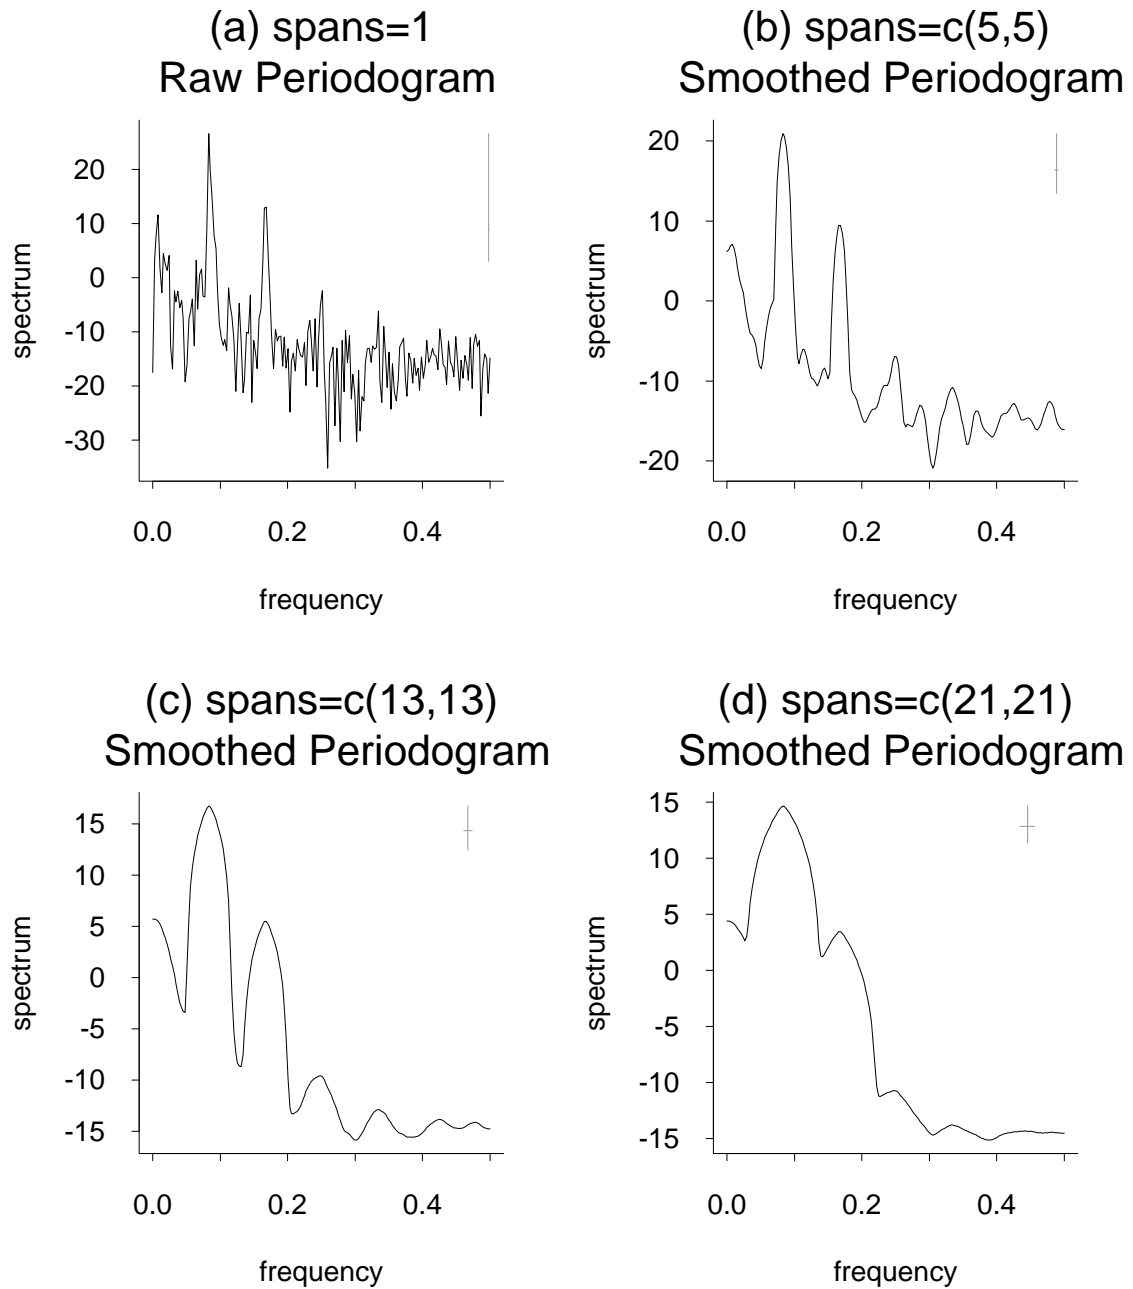 (a) spans=1
Raw Periodogram
20
10
0
-10
-20
-30
spectrum
0.0 0.2 0.4
frequency
(b) spans=c(5,5)
Smoothed Periodogram
20
10
0
-10
-20
spectrum
0.0 0.2 0.4
frequency
(c) spans=c(13,13)
Smoothed Periodogram
15
10
5
0
-5
-10
-15
spectrum
0.0 0.2 0.4
frequency
(d) spans=c(21,21)
Smoothed Periodogram
15
10
5
0
-5
-10
-15
spectrum
0.0 0.2 0.4
frequency